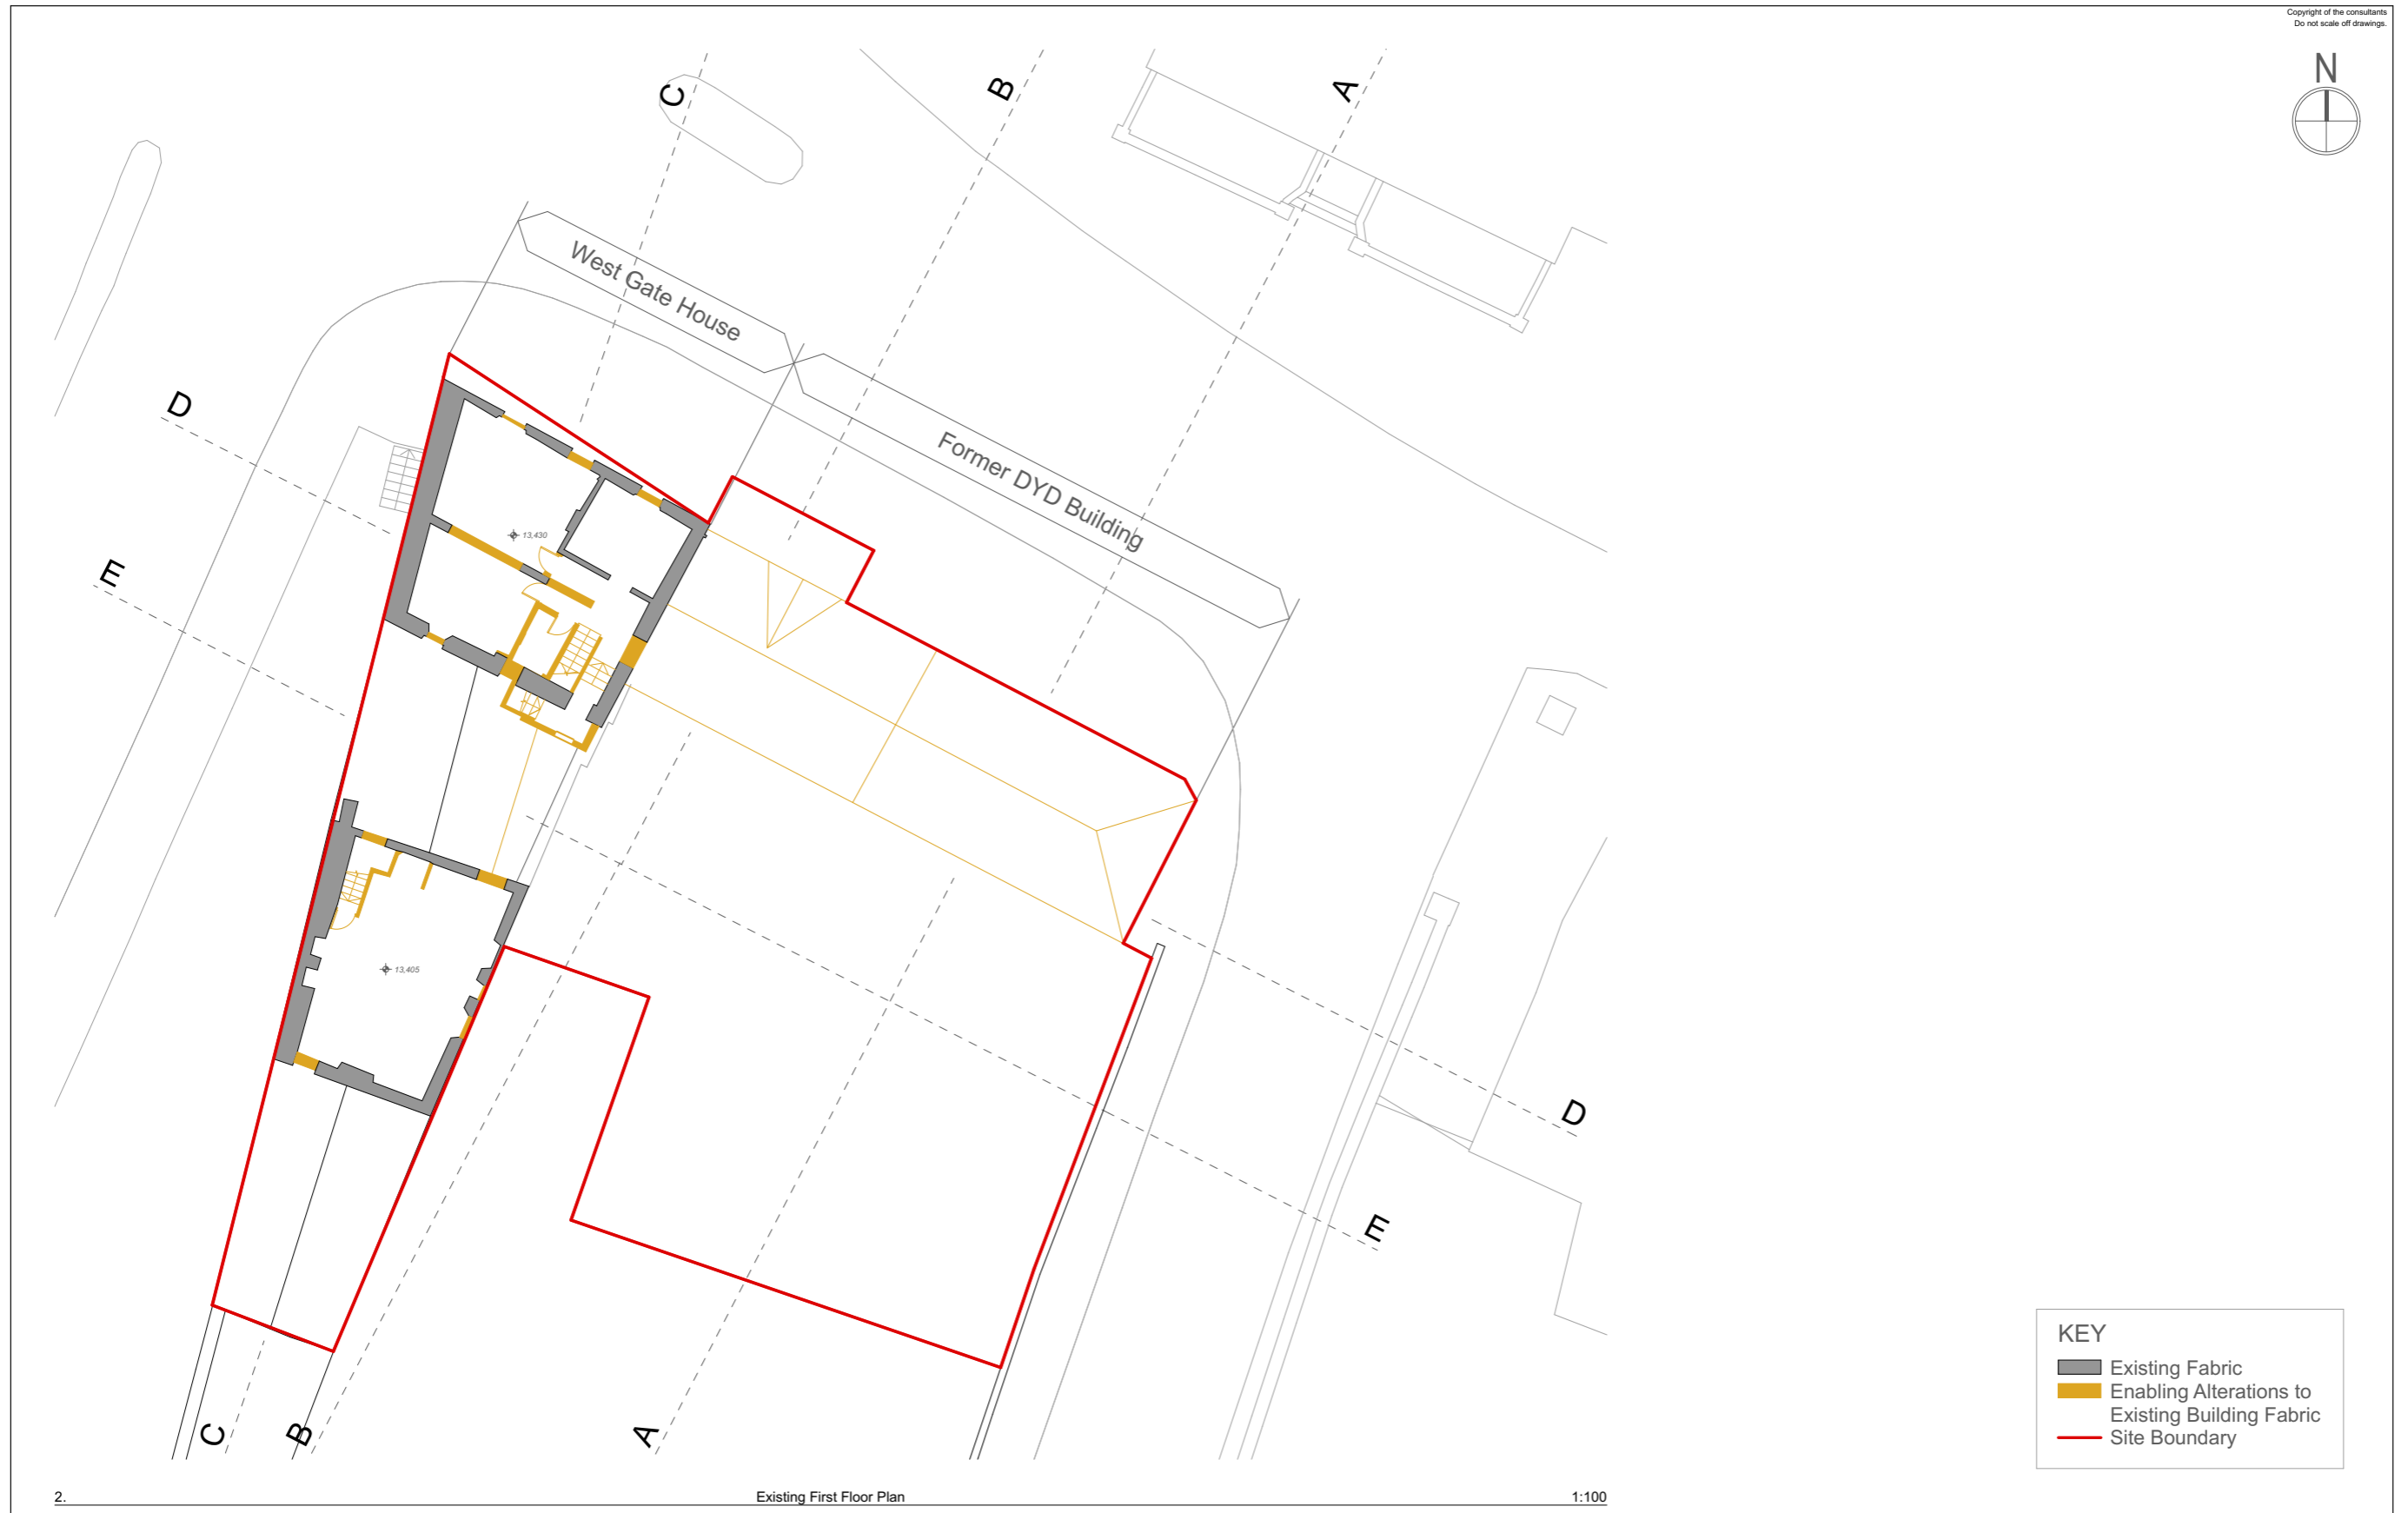 Copyright of the consultants
Do not scale off drawings.
N
C
B
A
West Gate House
D
Former DYD Building
13,430
E
13,405
D
E
C
B
A
KEY
Existing Fabric
Enabling Alterations to
Existing Building Fabric
Site Boundary
2.
Existing First Floor Plan
1:100